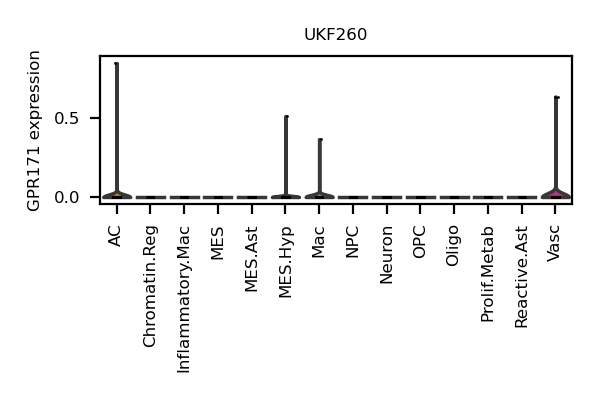 UKF260
GPR171 expression
0.5
0.0
AC
Chromatin.Reg
Inflammatory.Mac
MES
MES.Ast
MES.Hyp
Mac
NPC
Neuron
OPC
Oligo
Prolif.Metab
Reactive.Ast
Vasc